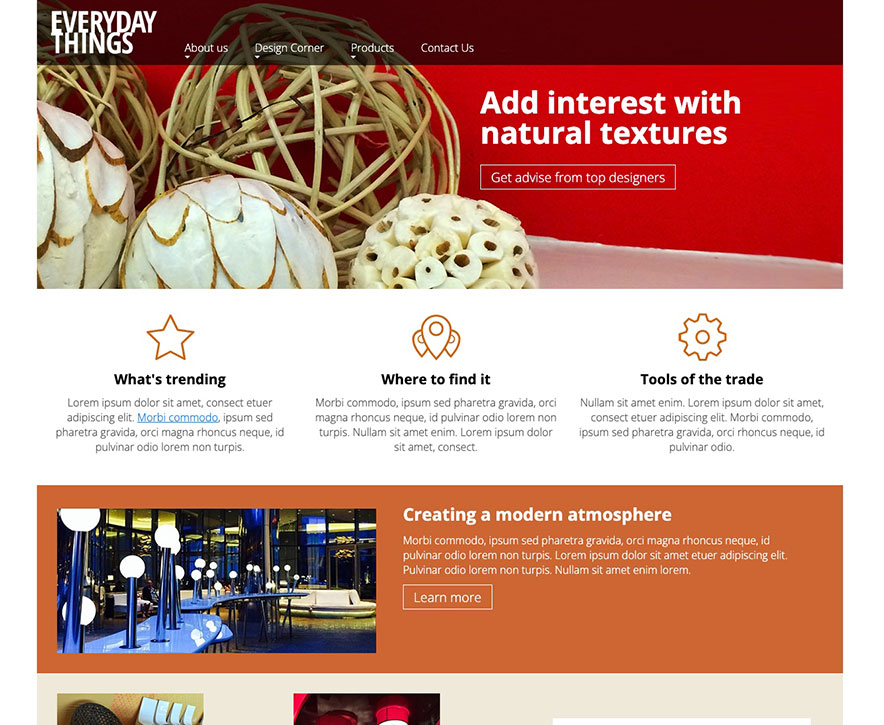 EVERYDAY
THINGS
About us
Design Corner
Products
Contact Us
Add interest with
natural textures
Get advise from top designers
What's trending
Lorem ipsum dolor sit amet, consect etuer
adipiscing elit. Morbi commodo, ipsum sed
pharetra gravida, orci magna rhoncus neque, id
pulvinar odio lorem non turpis.
Where to find it
Morbi commodo, ipsum sed pharetra gravida, orci
magna rhoncus neque, id pulvinar odio lorem non
turpis. Nullam sit amet enim. Lorem ipsum dolor
sit amet, consect.
Tools of the trade
Nullam sit amet enim. Lorem ipsum dolor sit amet,
consect etuer adipiscing elit. Morbi commodo,
ipsum sed pharetra gravida, orci rhoncus neque, id
pulvinar odio.
Creating a modern atmosphere
Morbi commodo, ipsum sed pharetra gravida, orci magna rhoncus neque, id
pulvinar odio lorem non turpis. Lorem ipsum dolor sit amet etuer adipiscing elit.
Pulvinar odio lorem non turpis. Nullam sit amet enim lorem.
Learn more